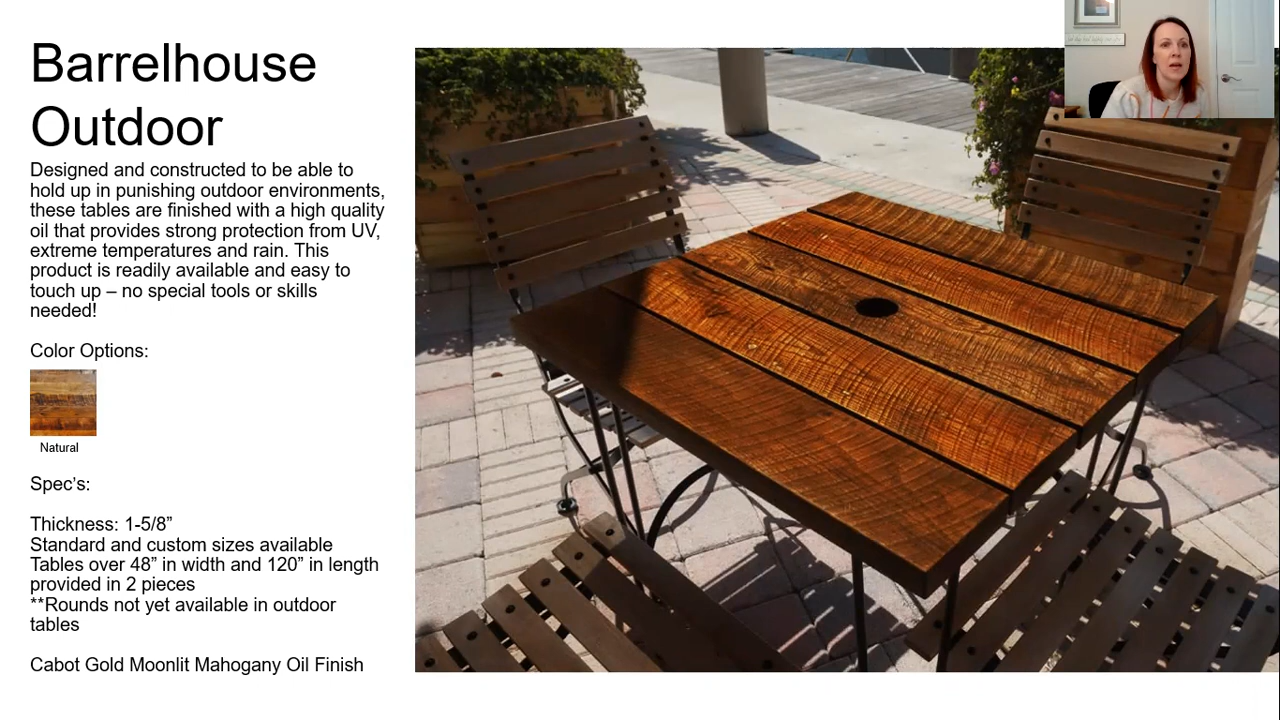 Barrelhouse
Outdoor
Designed and constructed to be able to
hold up in punishing outdoor environments,
these tables are finished with a high quality
oil that provides strong protection from UV,
extreme temperatures and rain. This
product is readily available and easy to
touch up – no special tools or skills
needed!
Color Options:
Natural
Spec’s:
Thickness: 1-5/8”
Standard and custom sizes available
Tables over 48” in width and 120” in length
provided in 2 pieces
**Rounds not yet available in outdoor
tables
Cabot Gold Moonlit Mahogany Oil Finish